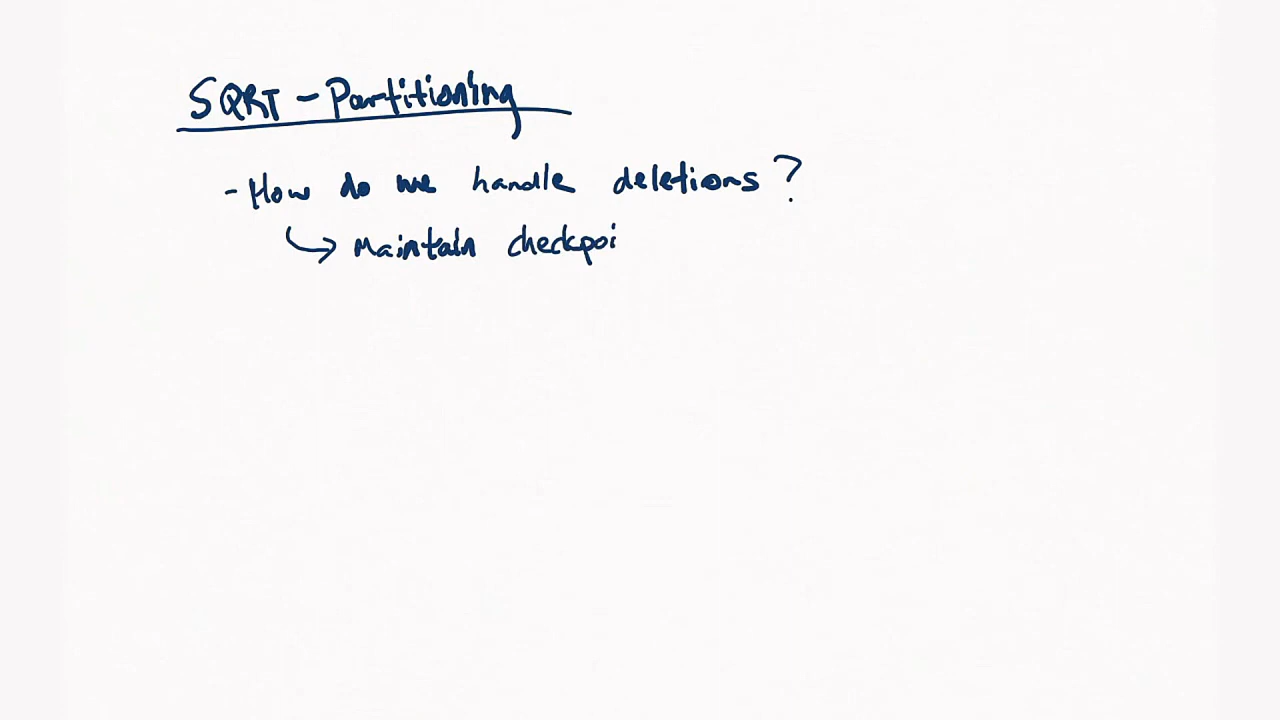 SQRT - Partitioning
- How do we handle deletions?
↳ Maintain checkpoi